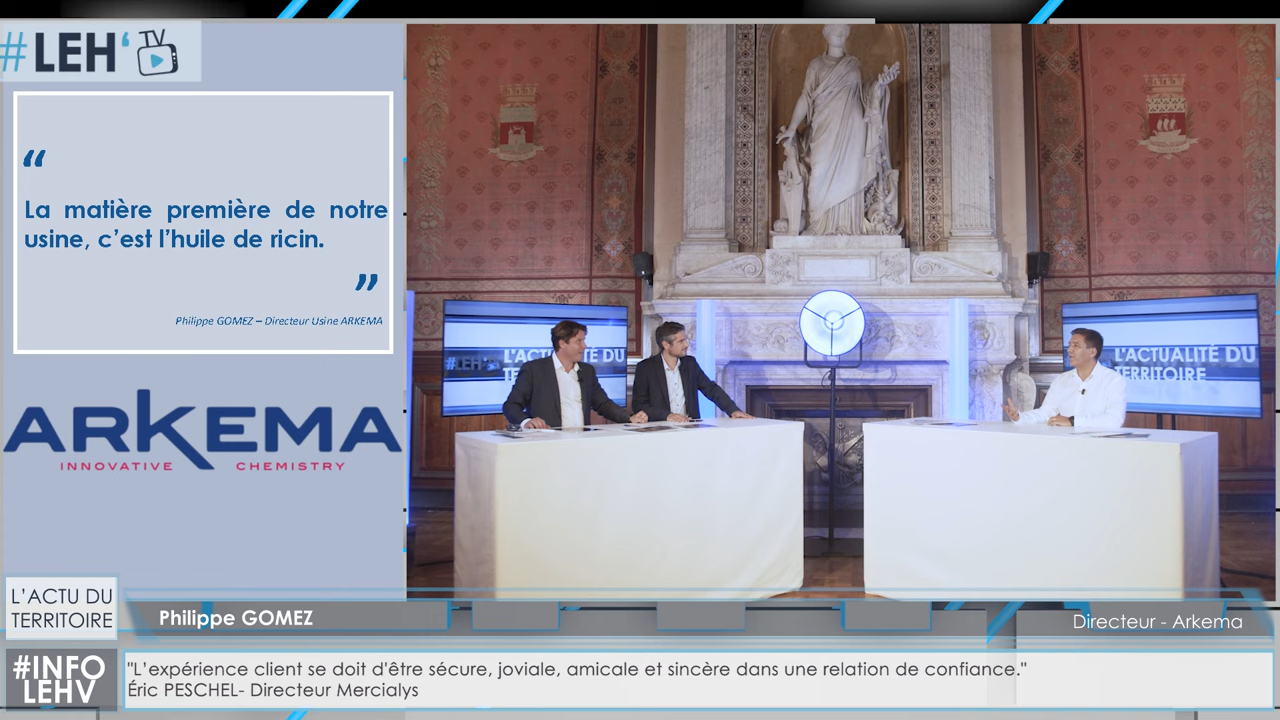 #LEH' TV
“
La matière première de notre
usine, c’est l’huile de ricin.
”
Philippe GOMEZ – Directeur Usine ARKEMA
ARKEMA
INNOVATIVE CHEMISTRY
#LEH'
L'ACTUALITÉ DU
TE
L'ACTUALITÉ DU
TERRITOIRE
L’ACTU DU
TERRITOIRE
Philippe GOMEZ
Directeur - Arkema
#INFO
LEHV
"L’expérience client se doit d'être sécure, joviale, amicale et sincère dans une relation de confiance."
Éric PESCHEL- Directeur Mercialys